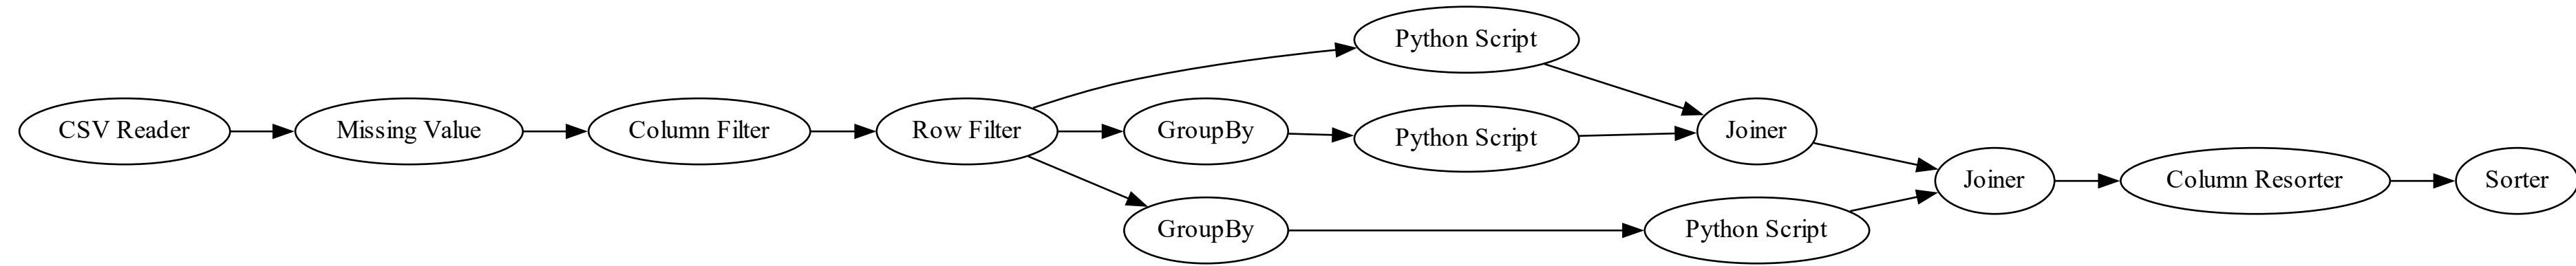 CSV Reader
Missing Value
Column Filter
Row Filter
Python Script
GroupBy
Python Script
GroupBy
Python Script
Joiner
Joiner
Column Resorter
Sorter